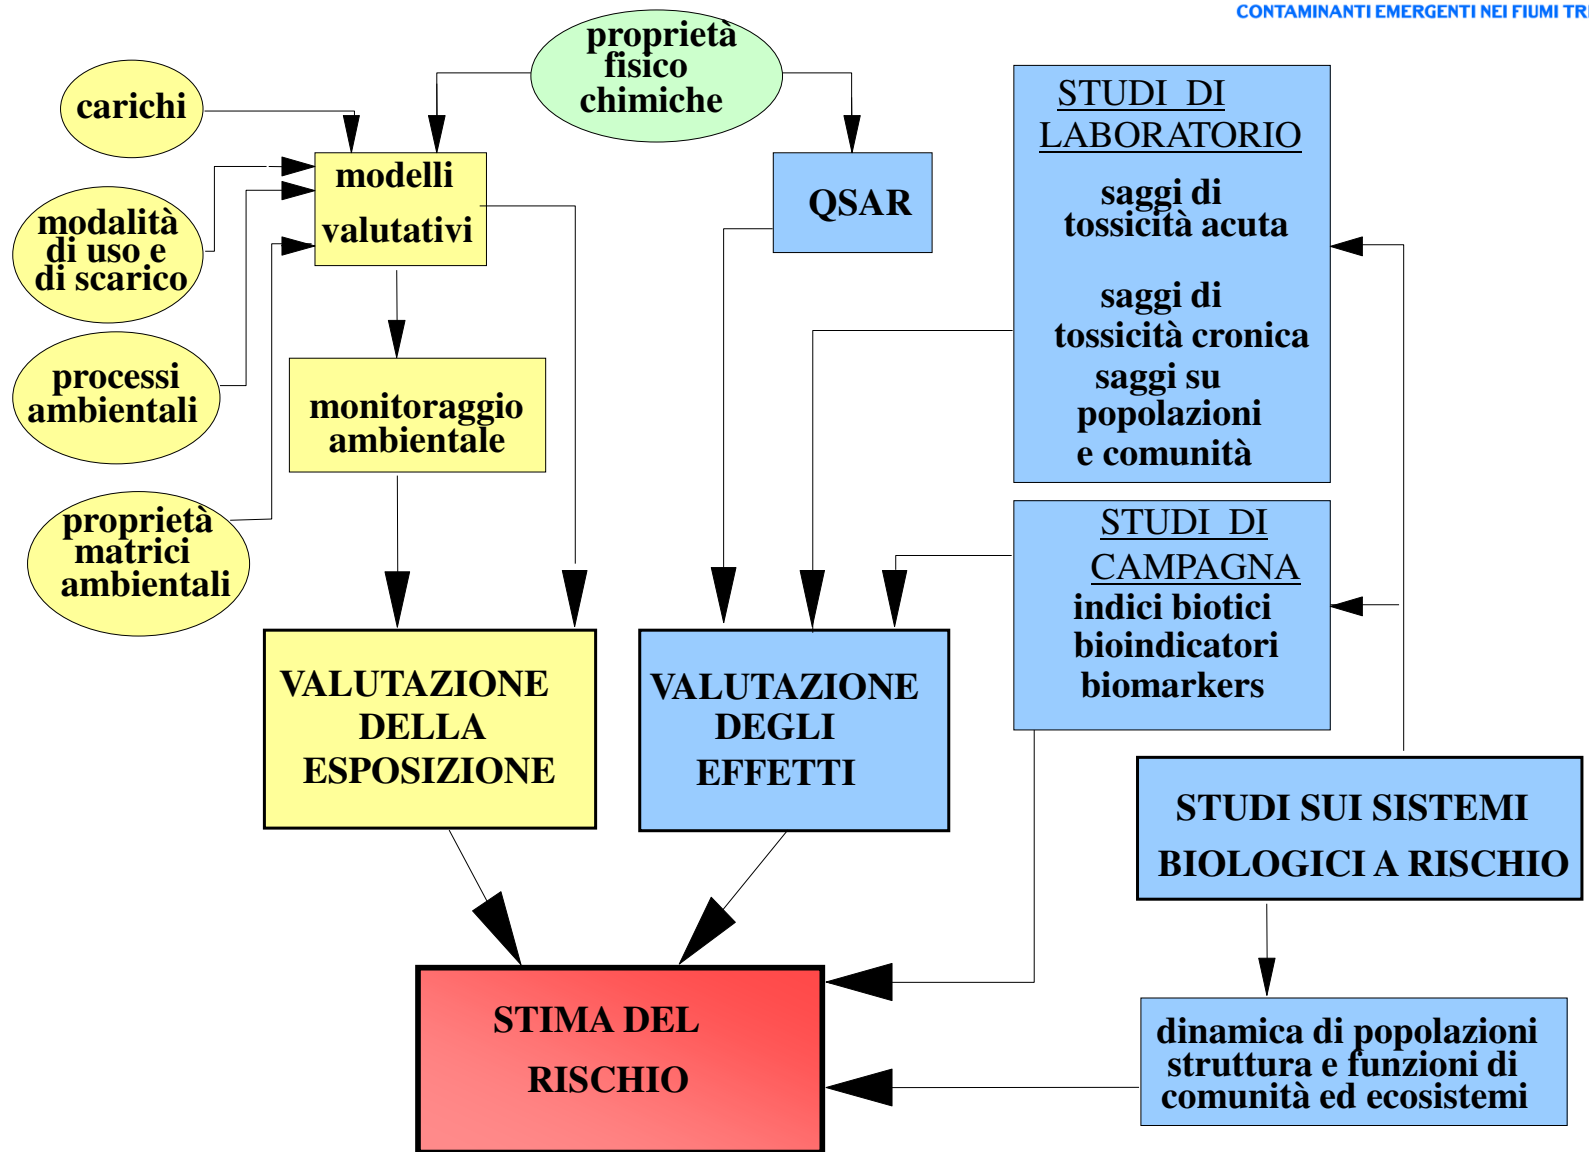 CONTAMINANTI EMERGENTI NEI FIUMI
proprietà
fisico
chimiche
carichi
modelli
valutativi
QSAR
modalità
di uso e
di scarico
processi
ambientali
monitoraggio
ambientale
proprietà
matrici
ambientali
STUDI DI
LABORATORIO
saggi di
tossicità acuta
saggi di
tossicità cronica
saggi su
popolazioni
e comunità
STUDI DI
CAMPAGNA
indici biotici
bioindicatori
biomarkers
VALUTAZIONE
DELLA
ESPOSIZIONE
VALUTAZIONE
DEGLI
EFFETTI
STUDI SUI SISTEMI
BIOLOGICI A RISCHIO
STIMA DEL
RISCHIO
dinamica di popolazioni
struttura e funzioni di
comunità ed ecosistemi